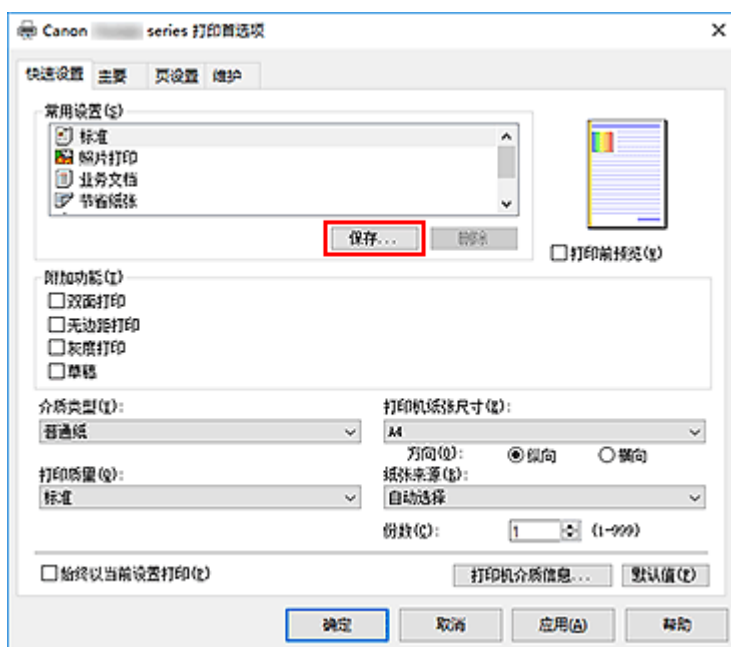 Canon series 打印首选项
快速设置 主要 页设置 维护
常用设置(S)
标准
照片打印
业务文档
节省纸张
保存... 删除
打印前预览(V)
附加功能(T)
双面打印
无边距打印
灰度打印
草稿
介质类型(Y): 打印机纸张尺寸(Z):
普通纸 A4
方向(O): 纵向 横向
打印质量(Q): 纸张来源(B):
标准 自动选择
份数(C): 1 (1-999)
始终以当前设置打印(R)
打印机介质信息... 默认值(F)
确定 取消 应用(A) 帮助